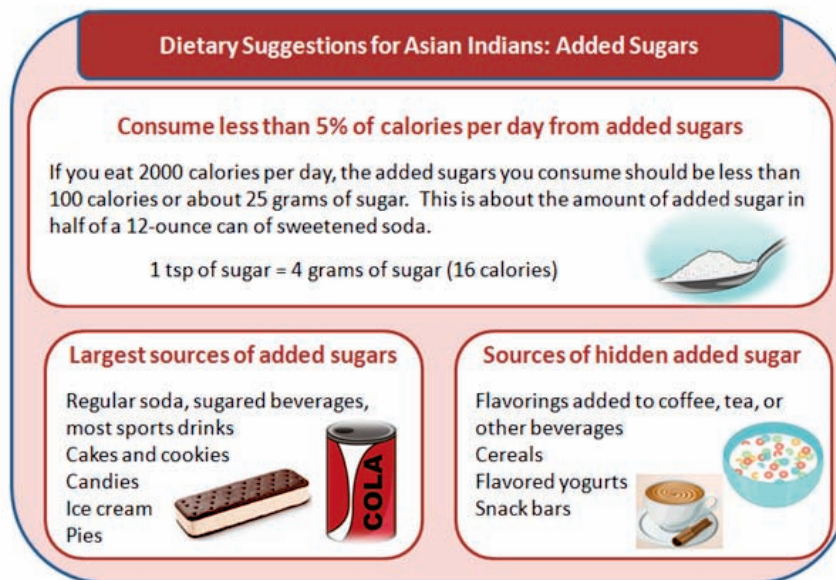 Dietary Suggestions for Asian Indians: Added Sugars
Consume less than 5% of calories per day from added sugars
If you eat 2000 calories per day, the added sugars you consume should be less than
100 calories or about 25 grams of sugar.  This is about the amount of added sugar in
half of a 12-ounce can of sweetened soda.
1 tsp of sugar = 4 grams of sugar (16 calories)
Largest sources of added sugars
Regular soda, sugared beverages,
most sports drinks
Cakes and cookies
Candies
Ice cream
Pies
COLA
Sources of hidden added sugar
Flavorings added to coffee, tea, or
other beverages
Cereals
Flavored yogurts
Snack bars